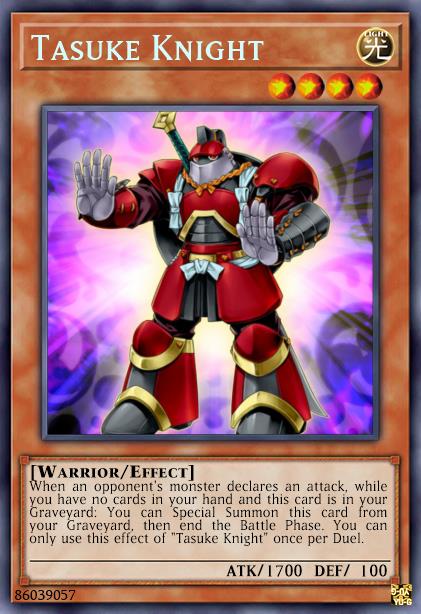 Tasuke Knight
LIGHT
光
[Warrior/Effect]
When an opponent's monster declares an attack, while
you have no cards in your hand and this card is in your
Graveyard: You can Special Summon this card from
your Graveyard, then end the Battle Phase. You can
only use this effect of "Tasuke Knight" once per Duel.
ATK/1700 DEF/ 100
86039057